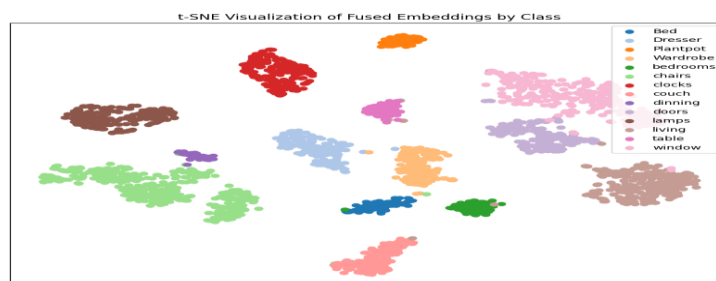 t-SNE Visualization of Fused Embeddings by Class
Bed
Dresser
Plantpot
Wardrobe
bedrooms
chairs
clocks
couch
dinning
doors
lamps
living
table
window